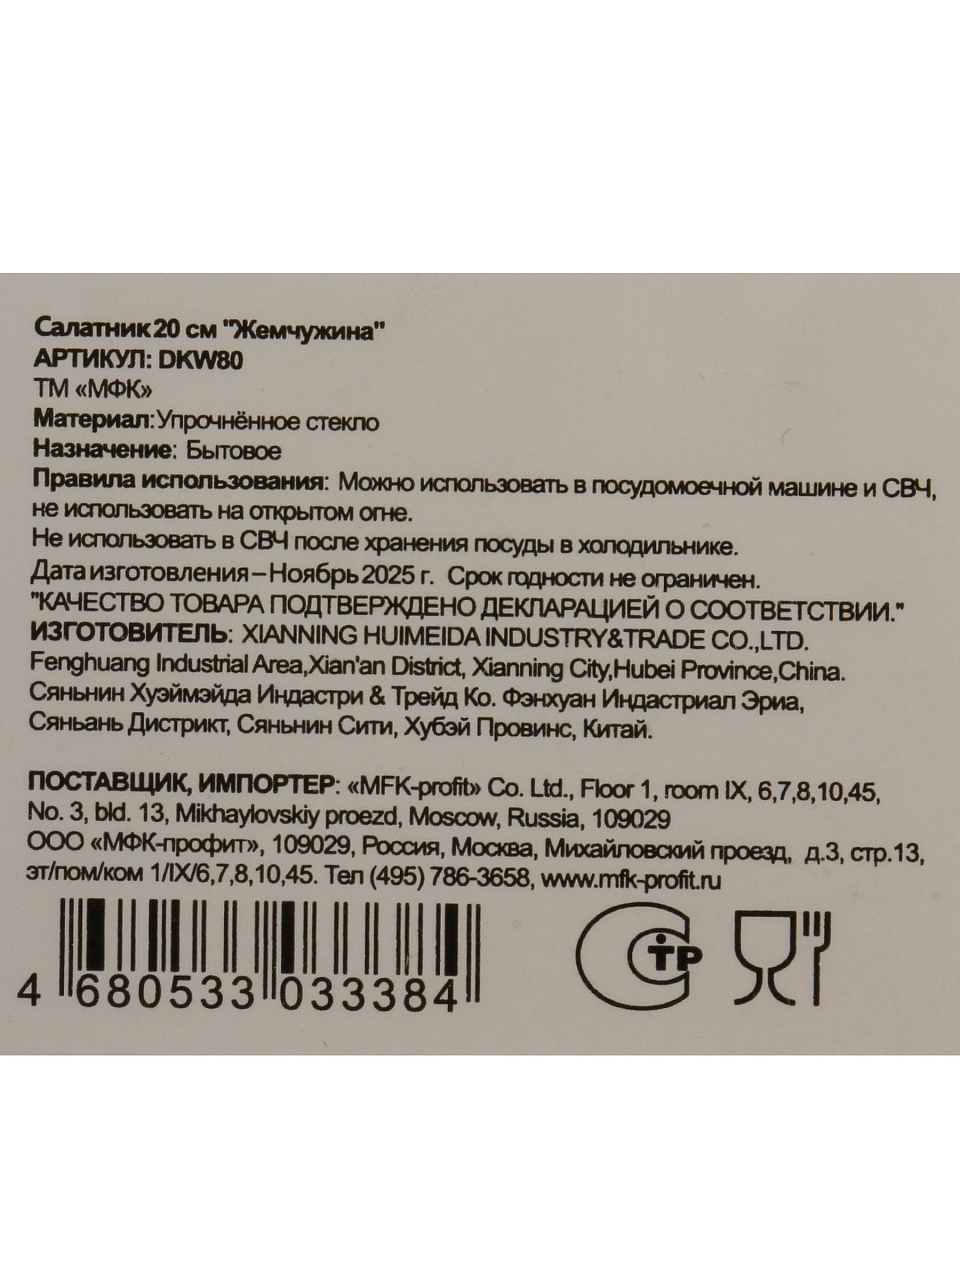 Салатник 20 см "Жемчужина"
АРТИКУЛ: DKW80
ТМ «МФК»
Материал: Упрочнённое стекло
Назначение: Бытовое
Правила использования: Можно использовать в посудомоечной машине и СВЧ,
не использовать на открытом огне.
Не использовать в СВЧ после хранения посуды в холодильнике.
Дата изготовления – Ноябрь 2025 г. Срок годности не ограничен.
"КАЧЕСТВО ТОВАРА ПОДТВЕРЖДЕНО ДЕКЛАРАЦИЕЙ О СООТВЕТСТВИИ."
ИЗГОТОВИТЕЛЬ: XIANNING HUIMEIDA INDUSTRY&TRADE CO.,LTD.
Fenghuang Industrial Area,Xian'an District, Xianning City,Hubei Province,China.
Сяньнин Хуэймэйда Индастри & Трейд Ко. Фэнхуан Индастриал Эриа,
Сяньань Дистрикт, Сяньнин Сити, Хубэй Провинс, Китай.
ПОСТАВЩИК, ИМПОРТЕР: «MFK-profit» Co. Ltd., Floor 1, room IX, 6,7,8,10,45,
No. 3, bld. 13, Mikhaylovskiy proezd, Moscow, Russia, 109029
ООО «МФК-профит», 109029, Россия, Москва, Михайловский проезд, д.3, стр.13,
эт/пом/ком 1/IX/6,7,8,10,45. Тел (495) 786-3658, www.mfk-profit.ru
4 680533 033384
СТР